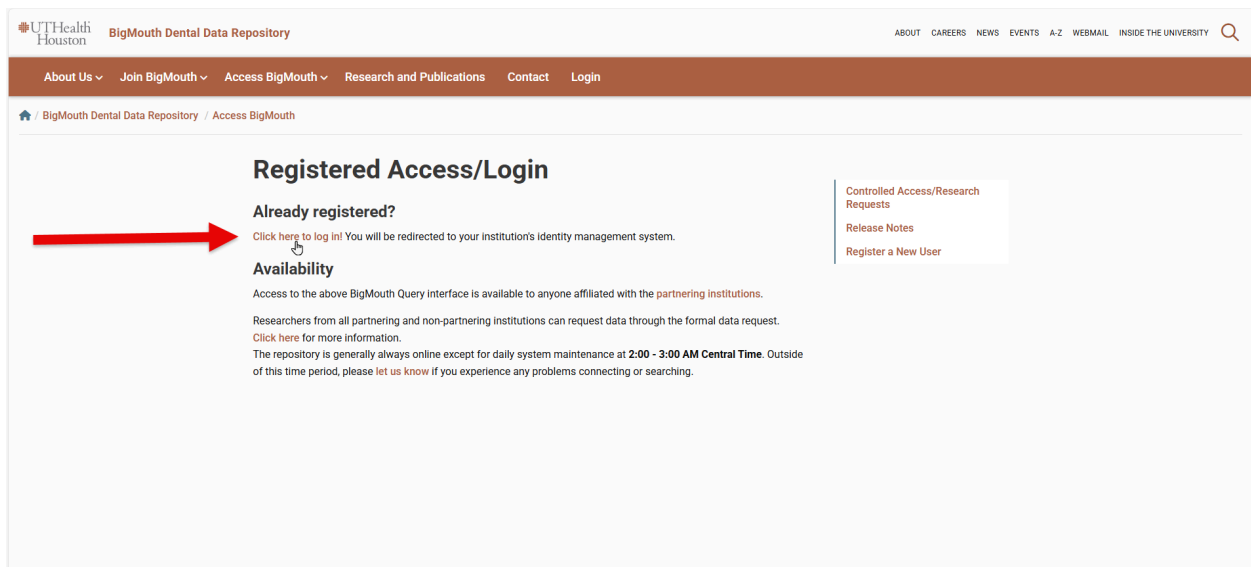 UTHealth
Houston
BigMouth Dental Data Repository
ABOUT CAREERS NEWS EVENTS A-Z WEBMAIL INSIDE THE UNIVERSITY
About Us Join BigMouth Access BigMouth Research and Publications Contact Login
/ BigMouth Dental Data Repository / Access BigMouth
Registered Access/Login
Already registered?
Click here to log in! You will be redirected to your institution's identity management system.
Availability
Access to the above BigMouth Query interface is available to anyone affiliated with the partnering institutions.
Researchers from all partnering and non-partnering institutions can request data through the formal data request.
Click here for more information.
The repository is generally always online except for daily system maintenance at 2:00 - 3:00 AM Central Time. Outside
of this time period, please let us know if you experience any problems connecting or searching.
Controlled Access/Research
Requests
Release Notes
Register a New User